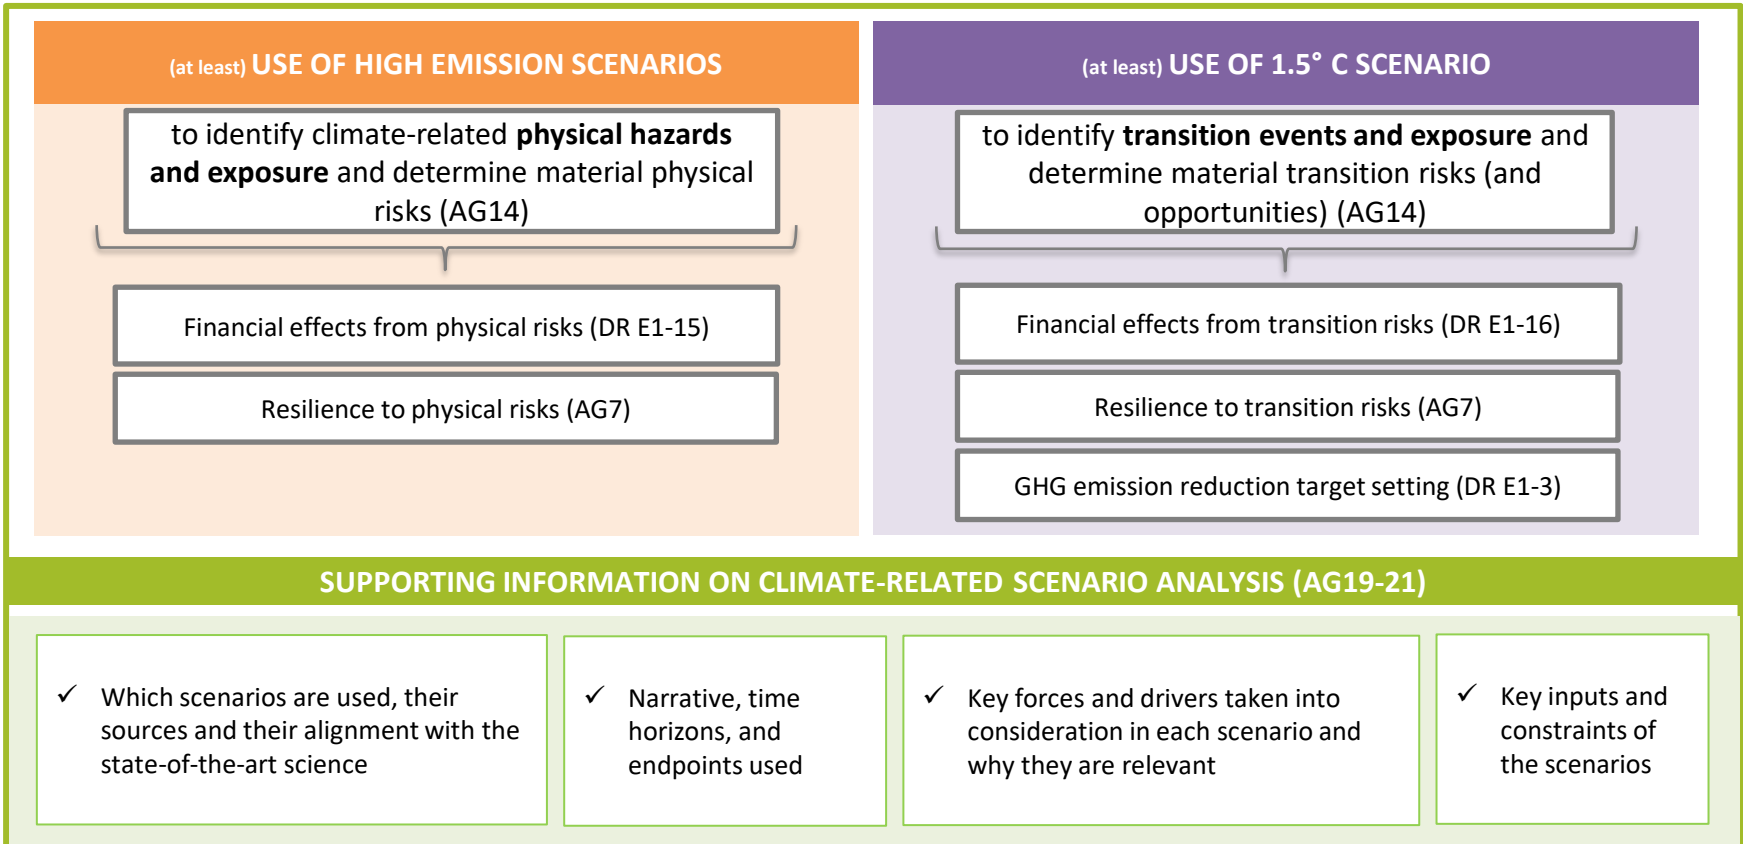 (at least) USE OF HIGH EMISSION SCENARIOS
to identify climate-related physical hazards
and exposure and determine material physical
risks (AG14)
Financial effects from physical risks (DR E1-15)
Resilience to physical risks (AG7)
(at least) USE OF 1.5° C SCENARIO
to identify transition events and exposure and
determine material transition risks (and
opportunities) (AG14)
Financial effects from transition risks (DR E1-16)
Resilience to transition risks (AG7)
GHG emission reduction target setting (DR E1-3)
SUPPORTING INFORMATION ON CLIMATE-RELATED SCENARIO ANALYSIS (AG19-21)
✓ Which scenarios are used, their
sources and their alignment with the
state-of-the-art science
✓ Narrative, time
horizons, and
endpoints used
✓ Key forces and drivers taken into
consideration in each scenario and
why they are relevant
✓ Key inputs and
constraints of
the scenarios